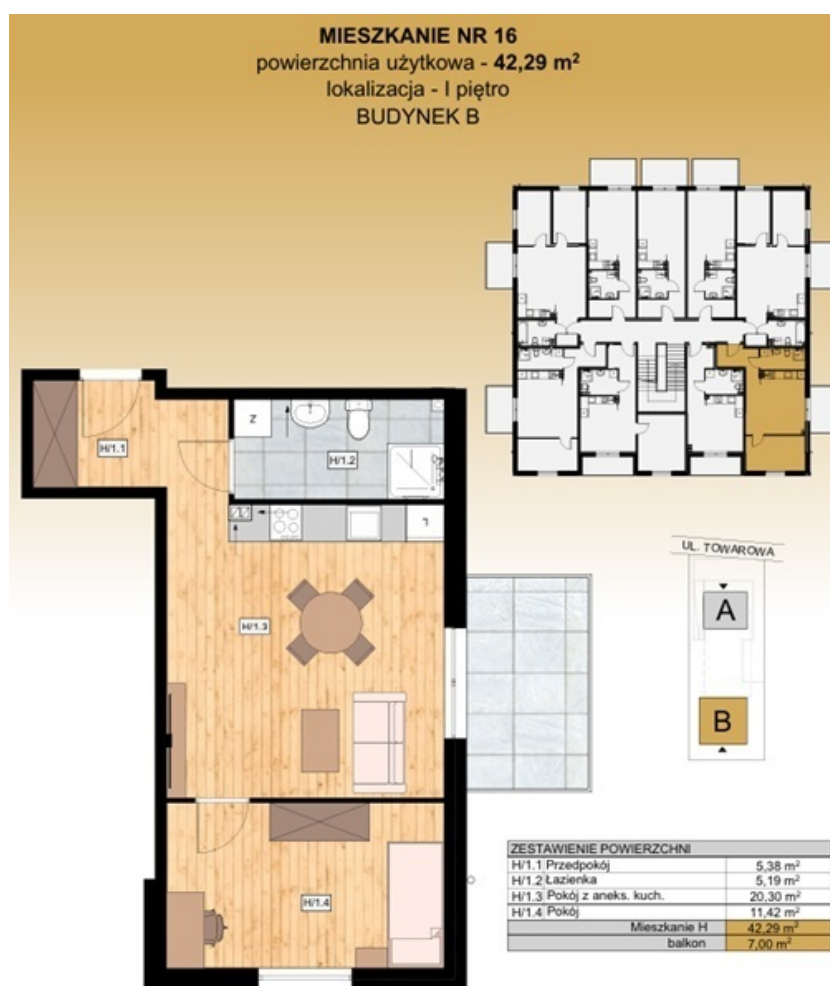 MIESZKANIE NR 16
powierzchnia użytkowa - 42,29 m²
lokalizacja - I piętro
BUDYNEK B
H/1.1
Z
H/1.2
H/1.3
H/1.4
UL. TOWAROWA
A
B
ZESTAWIENIE POWIERZCHNI
H/1.1 Przedpokój 5,38 m²
H/1.2 Łazienka 5,19 m²
H/1.3 Pokój z aneks. kuch. 20,30 m²
H/1.4 Pokój 11,42 m²
Mieszkanie H 42,29 m²
balkon 7,00 m²